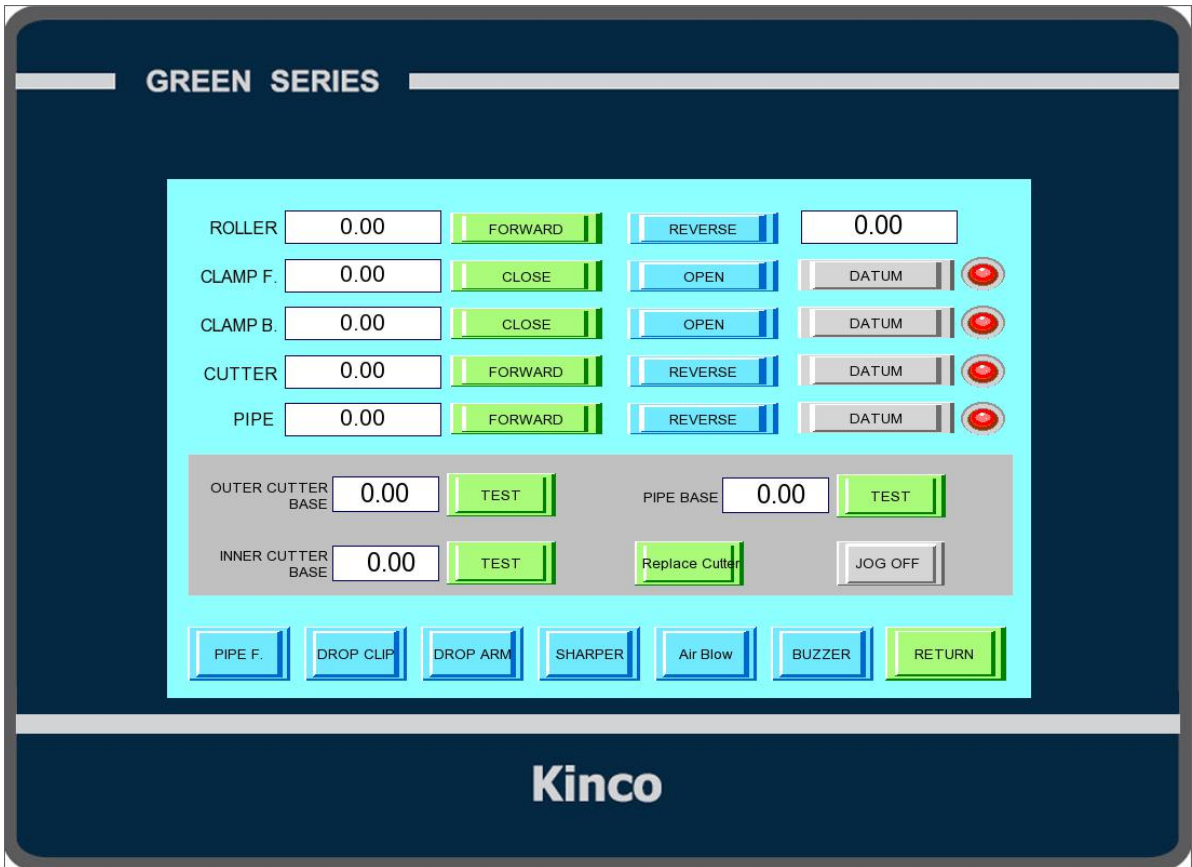 GREEN SERIES
ROLLER 0.00 FORWARD REVERSE 0.00
CLAMP F. 0.00 CLOSE OPEN DATUM
CLAMP B. 0.00 CLOSE OPEN DATUM
CUTTER 0.00 FORWARD REVERSE DATUM
PIPE 0.00 FORWARD REVERSE DATUM
OUTER CUTTER
BASE 0.00 TEST PIPE BASE 0.00 TEST
INNER CUTTER
BASE 0.00 TEST Replace Cutter JOG OFF
PIPE F. DROP CLIP DROP ARM SHARPER Air Blow BUZZER RETURN
Kinco